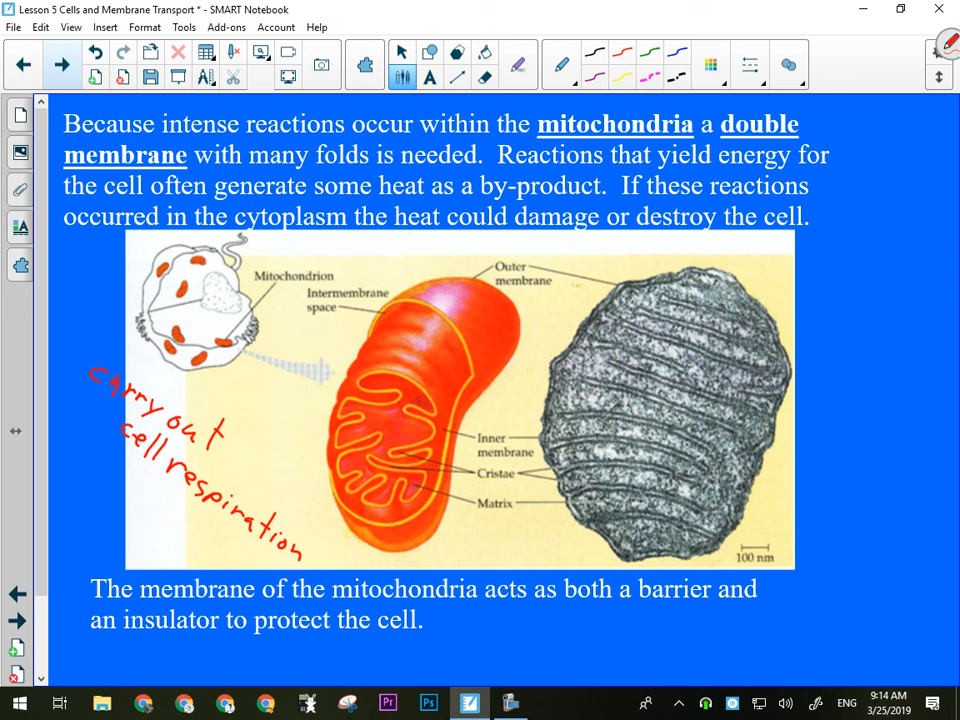 Lesson 5 Cells and Membrane Transport * - SMART Notebook
File Edit View Insert Format Tools Add-ons Account Help
Because intense reactions occur within the mitochondria a double
membrane with many folds is needed. Reactions that yield energy for
the cell often generate some heat as a by-product. If these reactions
occurred in the cytoplasm the heat could damage or destroy the cell.
Mitochondrion
Intermembrane
space
Outer
membrane
carry out
cell respiration
Inner
membrane
Cristae
Matrix
100 nm
The membrane of the mitochondria acts as both a barrier and
an insulator to protect the cell.
Pr
Ps
ENG
9:14 AM
3/25/2019